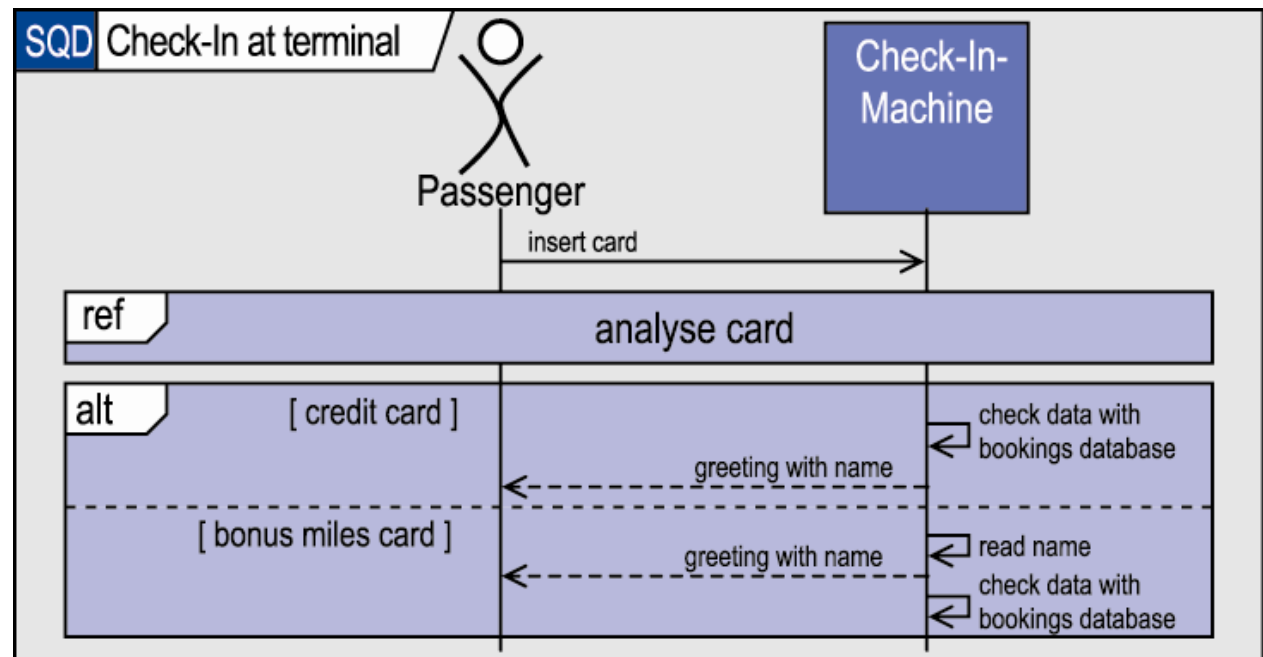 SQD Check-In at terminal
Check-In-
Machine
Passenger
insert card
ref
analyse card
alt
[ credit card ]
check data with
bookings database
greeting with name
[ bonus miles card ]
read name
greeting with name
check data with
bookings database